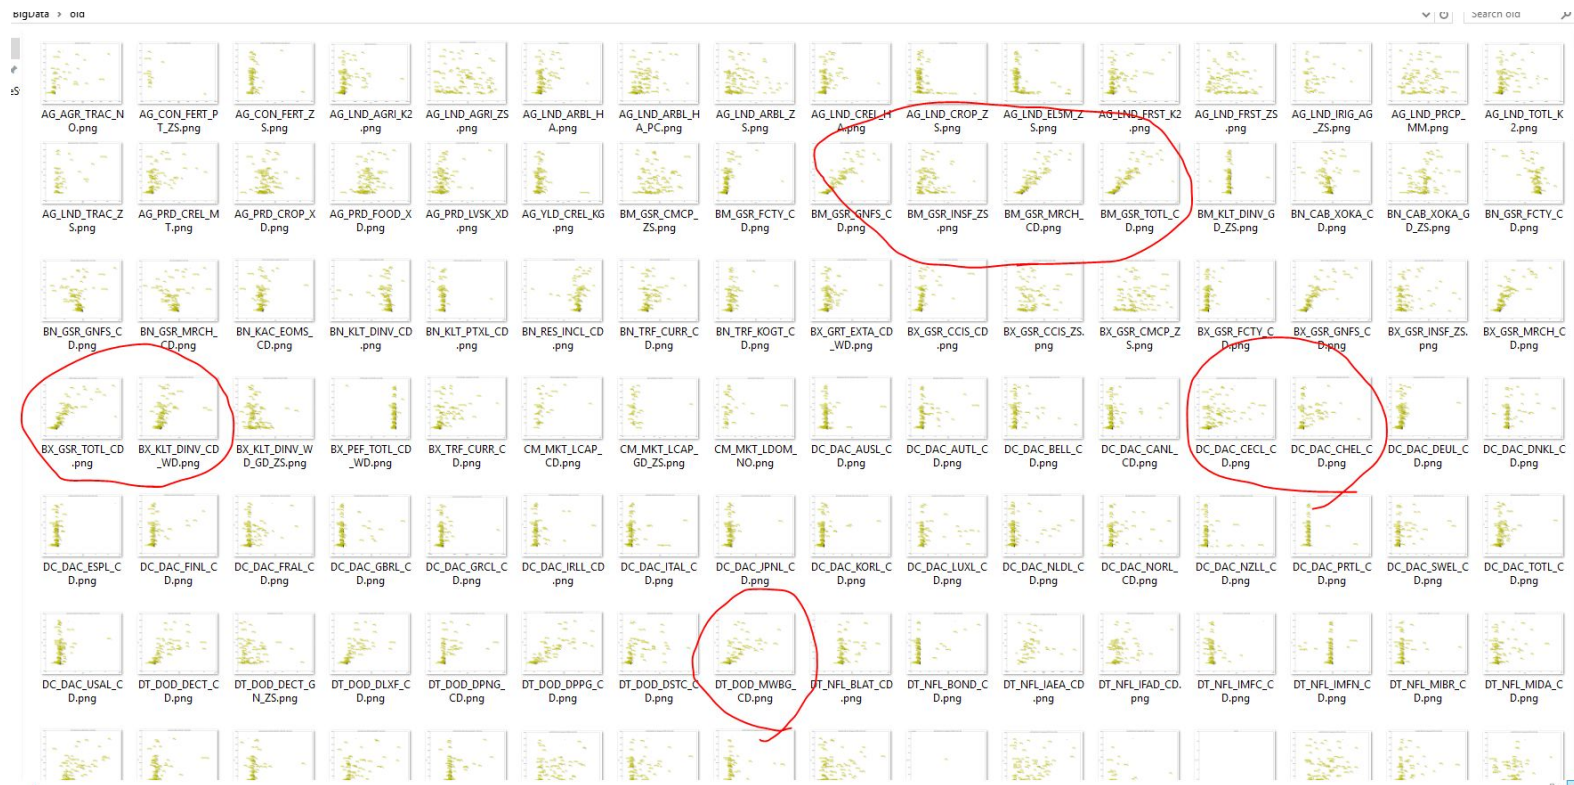 BigData > old
Search old
AG_AGR_TRAC_N AG_CON_FERT_P AG_CON_FERT_Z AG_LND_AGRI_K2 AG_LND_AGRI_ZS AG_LND_ARBL_H AG_LND_ARBL_H AG_LND_ARBL_Z AG_LND_CREL_H AG_LND_CROP_Z AG_LND_EL5M_Z AG_LND_FRST_K2 AG_LND_FRST_ZS AG_LND_IRIG_AG AG_LND_PRCP_ AG_LND_TOTL_K
O.png T_ZS.png S.png .png .png A.png A_PC.png S.png A.png S.png S.png .png .png _ZS.png MM.png 2.png
AG_LND_TRAC_Z AG_PRD_CREL_M AG_PRD_CROP_X AG_PRD_FOOD_X AG_PRD_LVSK_XD AG_YLD_CREL_KG BM_GSR_CMCP_ BM_GSR_FCTY_C BM_GSR_GNFS_C BM_GSR_INSF_ZS BM_GSR_MRCH_ BM_GSR_TOTL_C BM_KLT_DINV_G BN_CAB_XOKA_C BN_CAB_XOKA_G BN_GSR_FCTY_C
S.png T.png D.png D.png .png .png ZS.png D.png D.png .png CD.png D.png D_ZS.png D.png D_ZS.png D.png
BN_GSR_GNFS_C BN_GSR_MRCH_ BN_KAC_EOMS_ BN_KLT_DINV_CD BN_KLT_PTXL_CD BN_RES_INCL_CD BN_TRF_CURR_C BN_TRF_KOGT_C BX_GRT_EXTA_CD BX_GSR_CCIS_CD BX_GSR_CCIS_ZS. BX_GSR_CMCP_Z BX_GSR_FCTY_C BX_GSR_GNFS_C BX_GSR_INSF_ZS. BX_GSR_MRCH_C
D.png CD.png CD.png .png .png .png D.png D.png _WD.png .png png S.png D.png D.png png D.png
BX_GSR_TOTL_CD BX_KLT_DINV_CD BX_KLT_DINV_W BX_PEF_TOTL_CD BX_TRF_CURR_C CM_MKT_LCAP_ CM_MKT_LCAP_ CM_MKT_LDOM_ DC_DAC_AUSL_C DC_DAC_AUTL_C DC_DAC_BELL_C DC_DAC_CANL_ DC_DAC_CECL_C DC_DAC_CHEL_C DC_DAC_DEUL_C DC_DAC_DNKL_C
.png _WD.png D_GD_ZS.png _WD.png D.png CD.png GD_ZS.png NO.png D.png D.png D.png CD.png D.png D.png D.png D.png
DC_DAC_ESPL_C DC_DAC_FINL_C DC_DAC_FRAL_C DC_DAC_GBRL_C DC_DAC_GRCL_C DC_DAC_IRLL_CD DC_DAC_ITAL_C DC_DAC_JPNL_C DC_DAC_KORL_C DC_DAC_LUXL_C DC_DAC_NLDL_C DC_DAC_NORL_ DC_DAC_NZLL_C DC_DAC_PRTL_C DC_DAC_SWEL_C DC_DAC_TOTL_C
D.png D.png D.png D.png D.png .png D.png D.png D.png D.png D.png CD.png D.png D.png D.png D.png
DC_DAC_USAL_C DT_DOD_DECT_C DT_DOD_DECT_G DT_DOD_DLXF_C DT_DOD_DPNG_ DT_DOD_DPPG_C DT_DOD_DSTC_C DT_DOD_MWBG_ DT_NFL_BLAT_CD DT_NFL_BOND_C DT_NFL_IAEA_CD DT_NFL_IFAD_CD. DT_NFL_IMFC_C DT_NFL_IMFN_C DT_NFL_MIBR_C DT_NFL_MIDA_C
D.png D.png N_ZS.png D.png CD.png D.png D.png CD.png .png D.png .png png D.png D.png D.png D.png